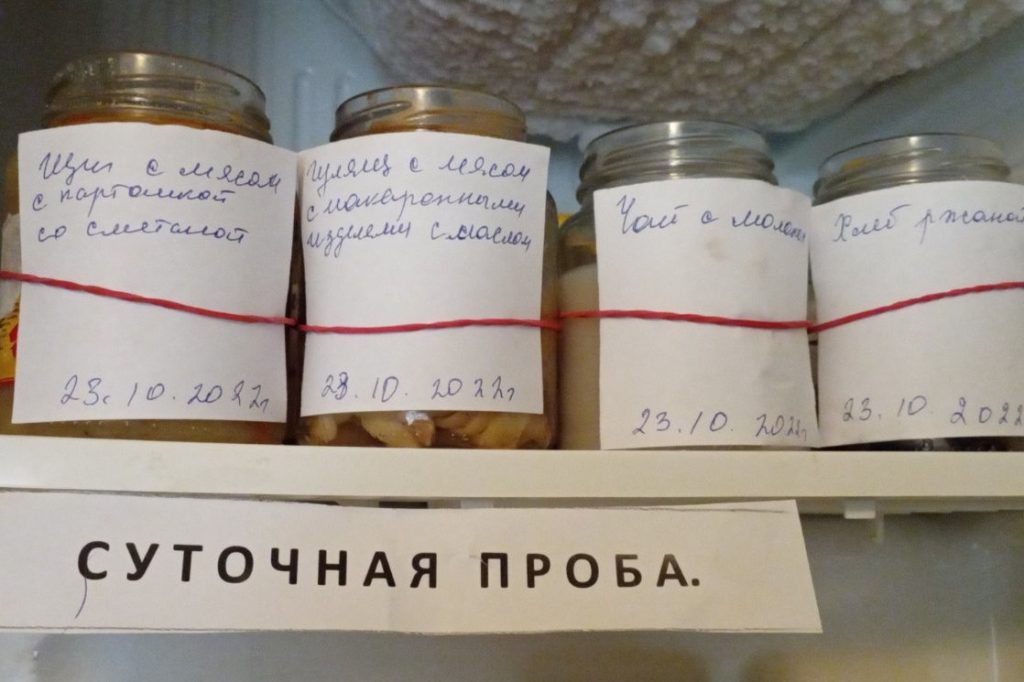 Щи с мясом
с картошкой
со сметаной
23.10.2022г
Гуляш с мясом
с макаронными
изделеми с маслом
23.10.2022г
Чай с молоком
23.10.2022г
Хлеб ржаной
23.10.2022
СУТОЧНАЯ ПРОБА.